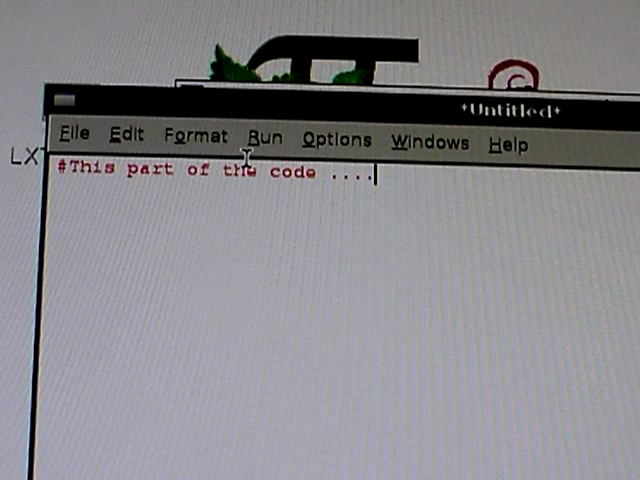 *Untitled*
File Edit Format Run Options Windows Help
LX
#This part of the code ....